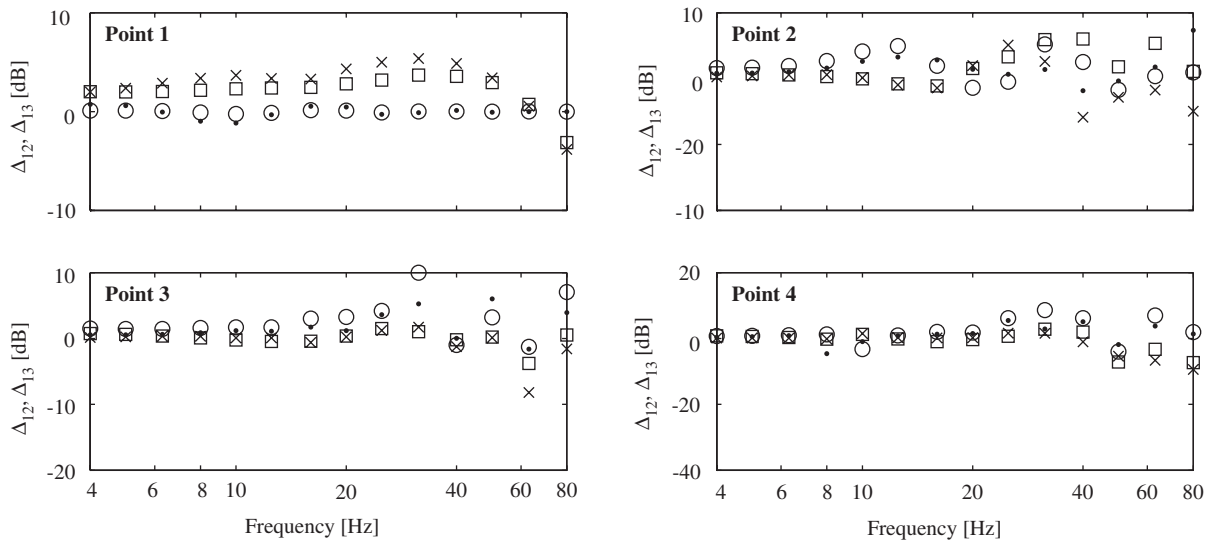 10
Point 1
0
-10
Δ12, Δ13 [dB]
10
Point 2
0
-20
-10
Δ12, Δ13 [dB]
10
Point 3
0
-10
-20
Δ12, Δ13 [dB]
4 6 8 10 20 40 60 80
Frequency [Hz]
20
Point 4
0
-20
-40
Δ12, Δ13 [dB]
4 6 8 10 20 40 60 80
Frequency [Hz]